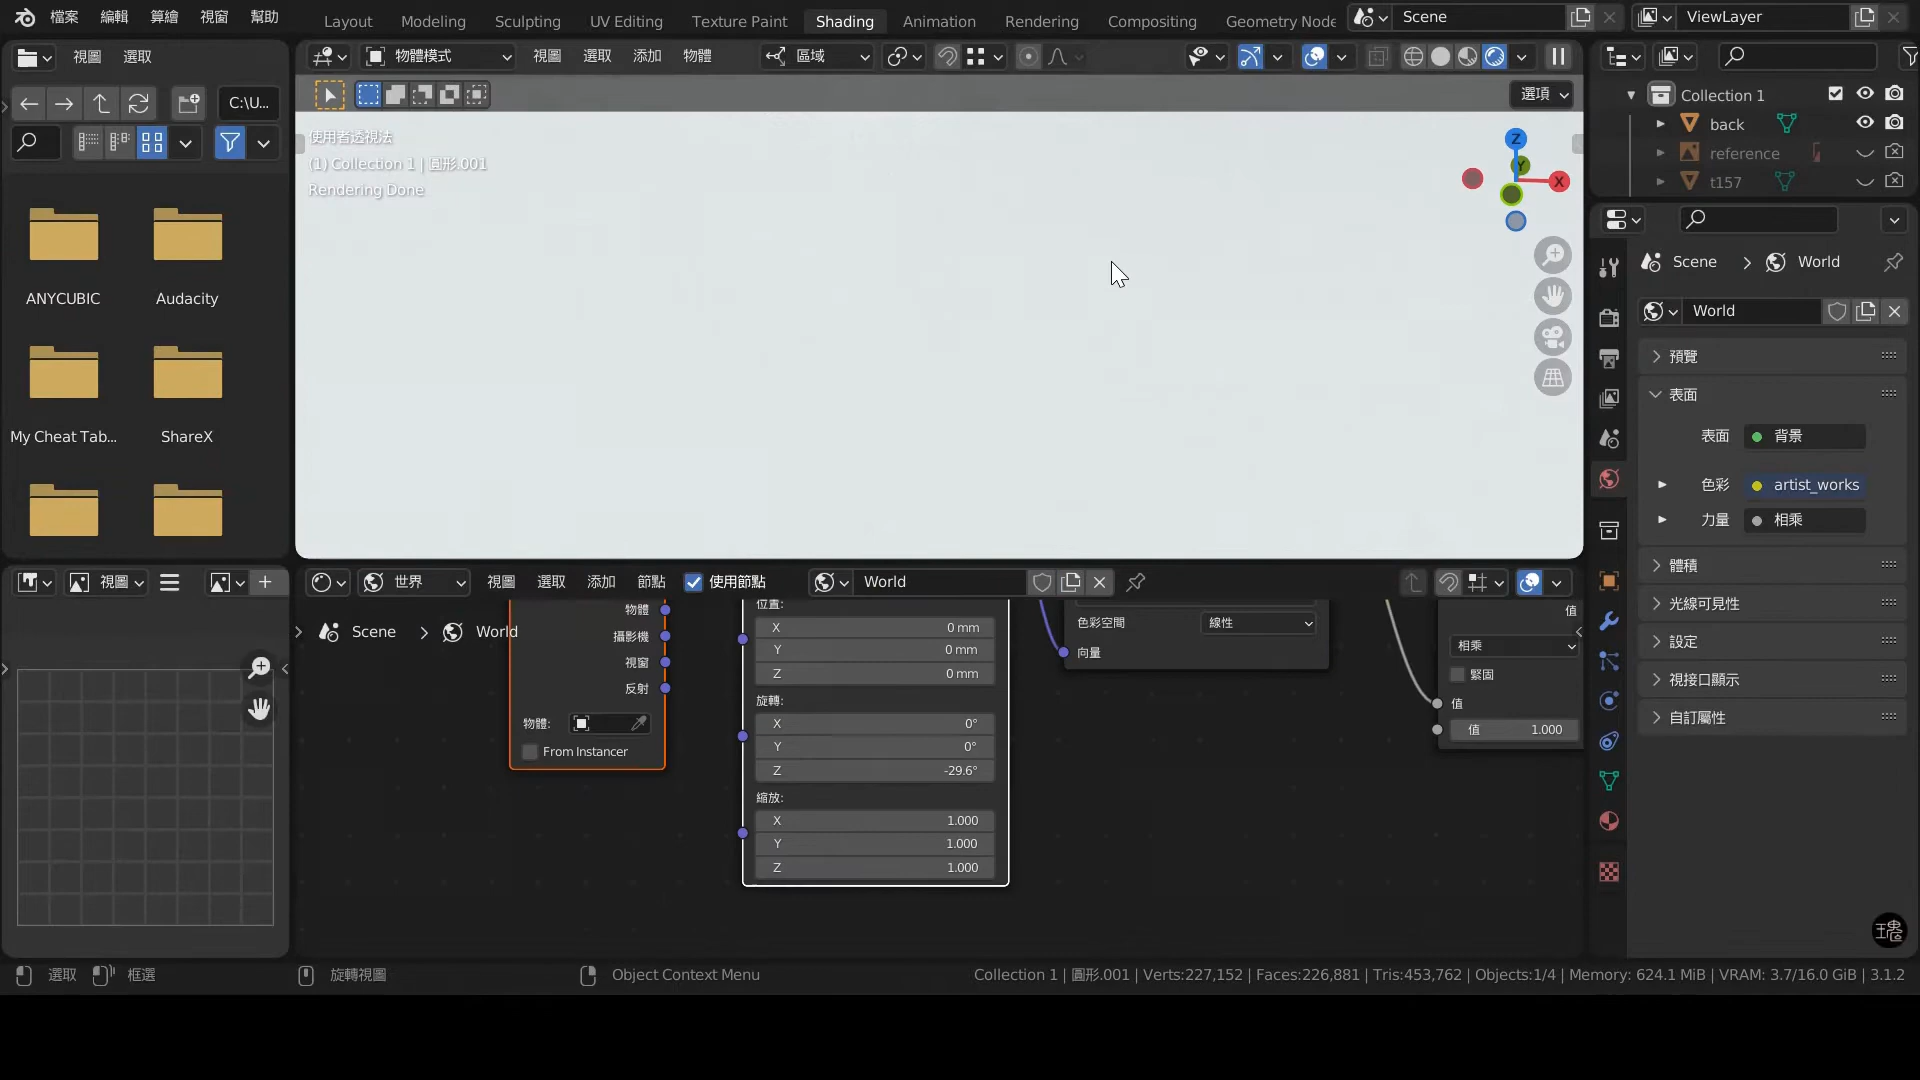 檔案 編輯 算繪 視窗 幫助 Layout Modeling Sculpting UV Editing Texture Paint Shading Animation Rendering Compositing Geometry Node Scene ViewLayer
視圖 選取 物體模式 視圖 選取 添加 物體 區域
C:\U... 選項
Collection 1
back
reference
t157
使用者透視法
(1) Collection 1 | 圓形.001
Rendering Done
Z
Y
X
ANYCUBIC Audacity
My Cheat Tab... ShareX
Scene > World
World
預覽
表面
表面 背景
色彩 artist_works
力量 相乘
體積
光線可見性
設定
視接口顯示
自訂屬性
視圖 世界 視圖 選取 添加 節點 使用節點 World
Scene > World
物體
攝影機
視窗
反射
物體:
From Instancer
位置:
X 0 mm
Y 0 mm
Z 0 mm
旋轉:
X 0°
Y 0°
Z -29.6°
縮放:
X 1.000
Y 1.000
Z 1.000
色彩空間 線性
向量
值
相乘
緊固
值
值 1.000
選取 框選 旋轉視圖 Object Context Menu Collection 1 | 圓形.001 | Verts:227,152 | Faces:226,881 | Tris:453,762 | Objects:1/4 | Memory: 624.1 MiB | VRAM: 3.7/16.0 GiB | 3.1.2